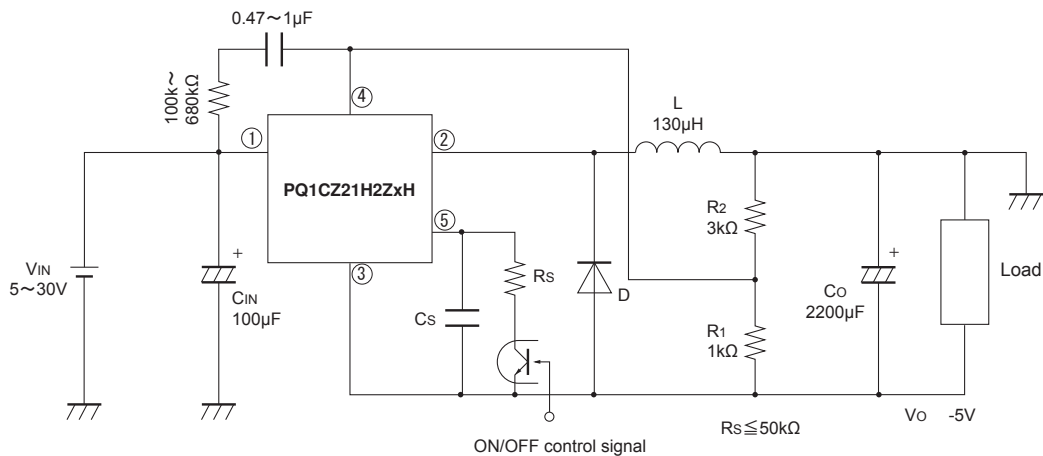 0.47～1μF
100k～
680kΩ
④
①
②
L
130μH
PQ1CZ21H2ZxH
⑤
③
R2
3kΩ
VIN
5～30V
CIN
100μF
RS
CS
D
+
+
CO
2200μF
Load
R1
1kΩ
VO -5V
RS≦50kΩ
ON/OFF control signal